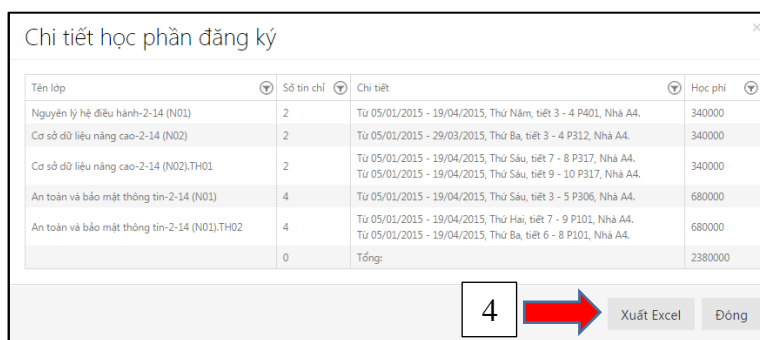 Chi tiết học phần đăng ký
Tên lớp Số tín chỉ Chi tiết Học phí
Nguyên lý hệ điều hành-2-14 (N01) 2 Từ 05/01/2015 - 19/04/2015, Thứ Năm, tiết 3 - 4 P401, Nhà A4. 340000
Cơ sở dữ liệu nâng cao-2-14 (N02) 2 Từ 05/01/2015 - 29/03/2015, Thứ Ba, tiết 3 - 4 P312, Nhà A4. 340000
Cơ sở dữ liệu nâng cao-2-14 (N02).TH01 2 Từ 05/01/2015 - 19/04/2015, Thứ Sáu, tiết 7 - 8 P317, Nhà A4. 340000
Từ 05/01/2015 - 19/04/2015, Thứ Sáu, tiết 9 - 10 P317, Nhà A4.
An toàn và bảo mật thông tin-2-14 (N01) 4 Từ 05/01/2015 - 19/04/2015, Thứ Sáu, tiết 3 - 5 P306, Nhà A4. 680000
An toàn và bảo mật thông tin-2-14 (N01).TH02 4 Từ 05/01/2015 - 19/04/2015, Thứ Hai, tiết 7 - 9 P101, Nhà A4. 680000
Từ 05/01/2015 - 19/04/2015, Thứ Ba, tiết 6 - 8 P101, Nhà A4.
0 Tổng: 2380000
4 Xuất Excel Đóng